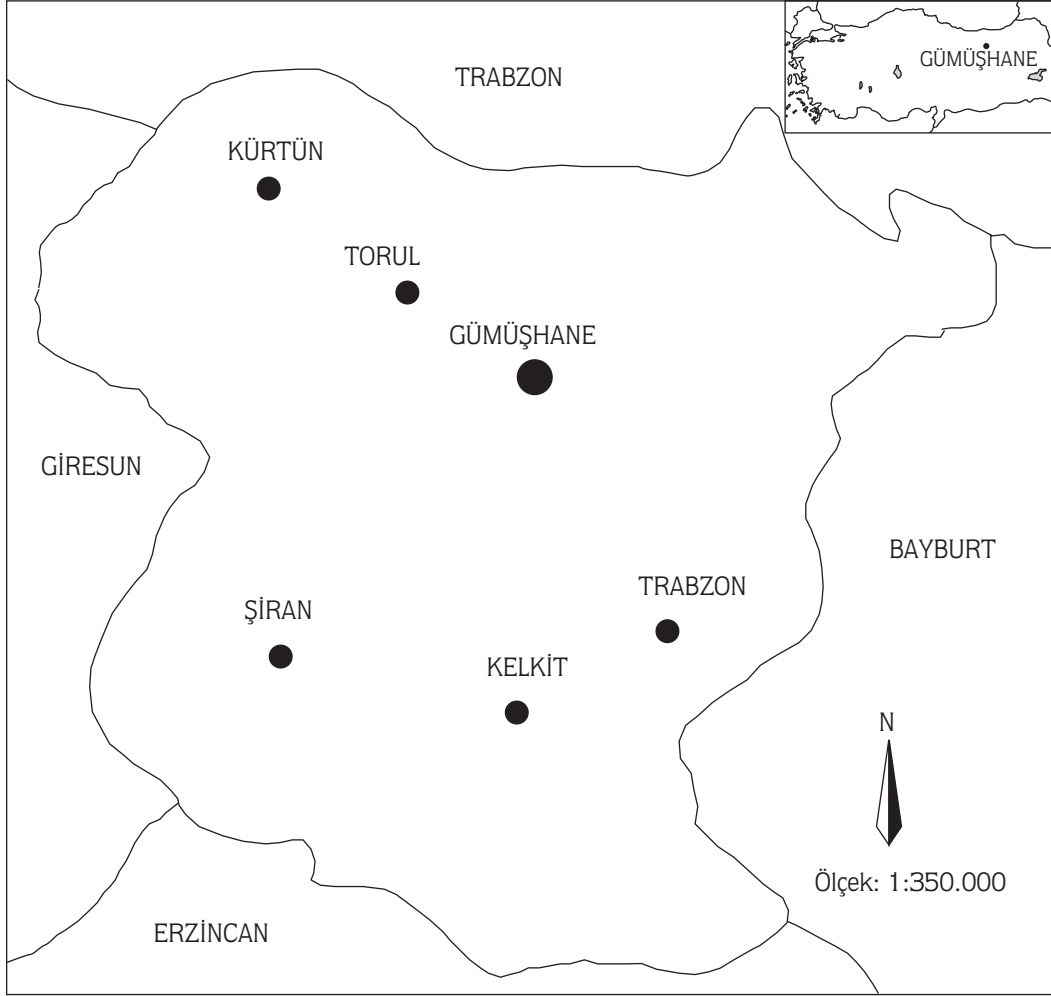 TRABZON
GÜMÜŞHANE
KÜRTÜN
TORUL
GÜMÜŞHANE
GİRESUN
BAYBURT
TRABZON
ŞİRAN
KELKİT
N
Ölçek: 1:350.000
ERZİNCAN